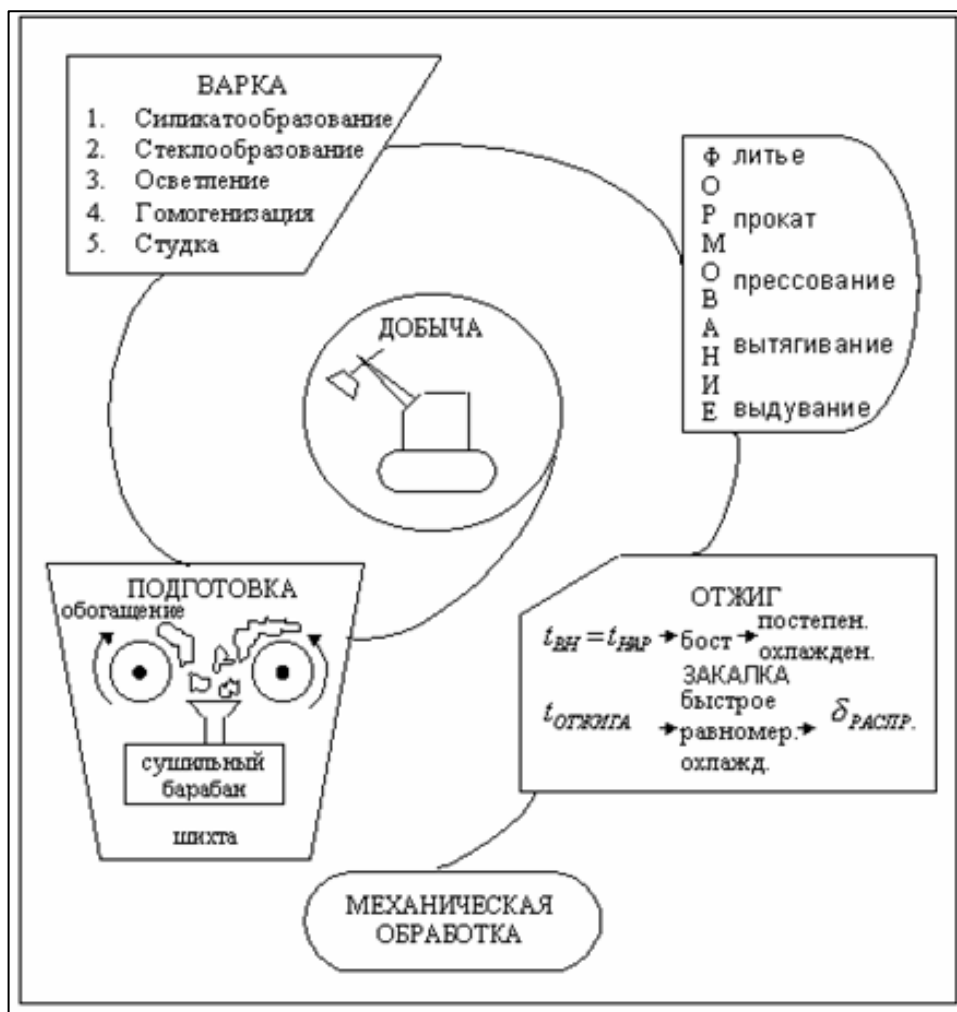 ВАРКА
1. Силикатообразование
2. Стеклообразование
3. Осветление
4. Гомогенизация
5. Студка
ФОРМОВАНИЕ
литье
прокат
прессование
вытягивание
выдувание
ДОБЫЧА
ПОДГОТОВКА
обогащение
сушильный
барабан
шихта
ОТЖИГ
tВН = tНАР
бост
постепен.
охлажден.
ЗАКАЛКА
tОТЖИГА
быстрое
равномер.
охлажд.
δРАСПР.
МЕХАНИЧЕСКАЯ
ОБРАБОТКА